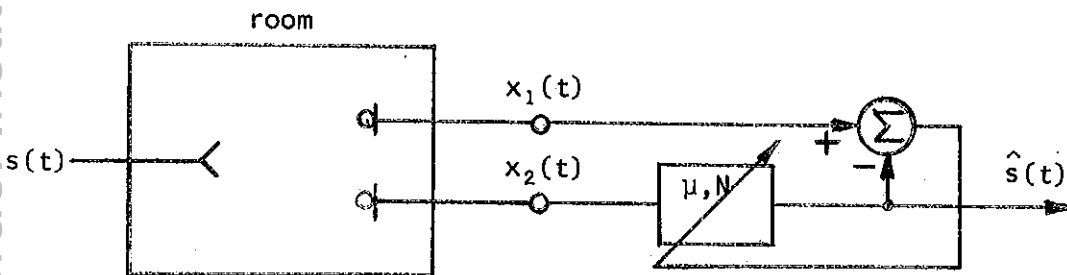 room
x₁(t)
Σ
+
s(t)
x₂(t)
−
ŝ(t)
μ,N